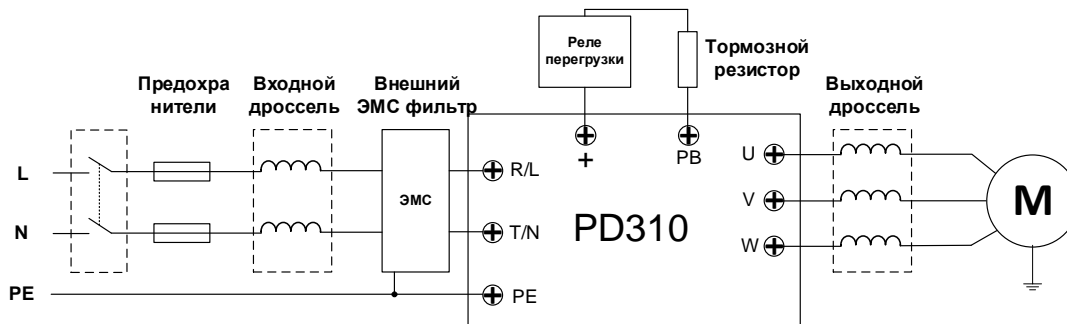 Реле
перегрузки
Тормозной
резистор
Предохра
нители
Входной
дроссель
Внешний
ЭМС фильтр
Выходной
дроссель
+
PB
L
R/L
U
ЭМС
V
M
N
T/N
PD310
W
PE
PE